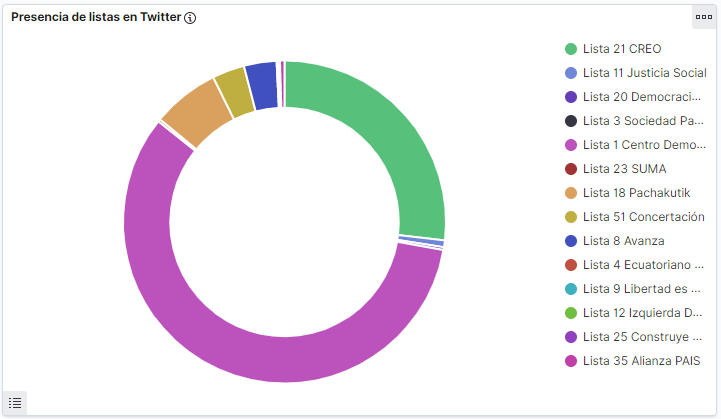 Presencia de listas en Twitter
Lista 21 CREO
Lista 11 Justicia Social
Lista 20 Democraci...
Lista 3 Sociedad Pa...
Lista 1 Centro Demo...
Lista 23 SUMA
Lista 18 Pachakutik
Lista 51 Concertación
Lista 8 Avanza
Lista 4 Ecuatoriano ...
Lista 9 Libertad es ...
Lista 12 Izquierda D...
Lista 25 Construye ...
Lista 35 Alianza PAIS